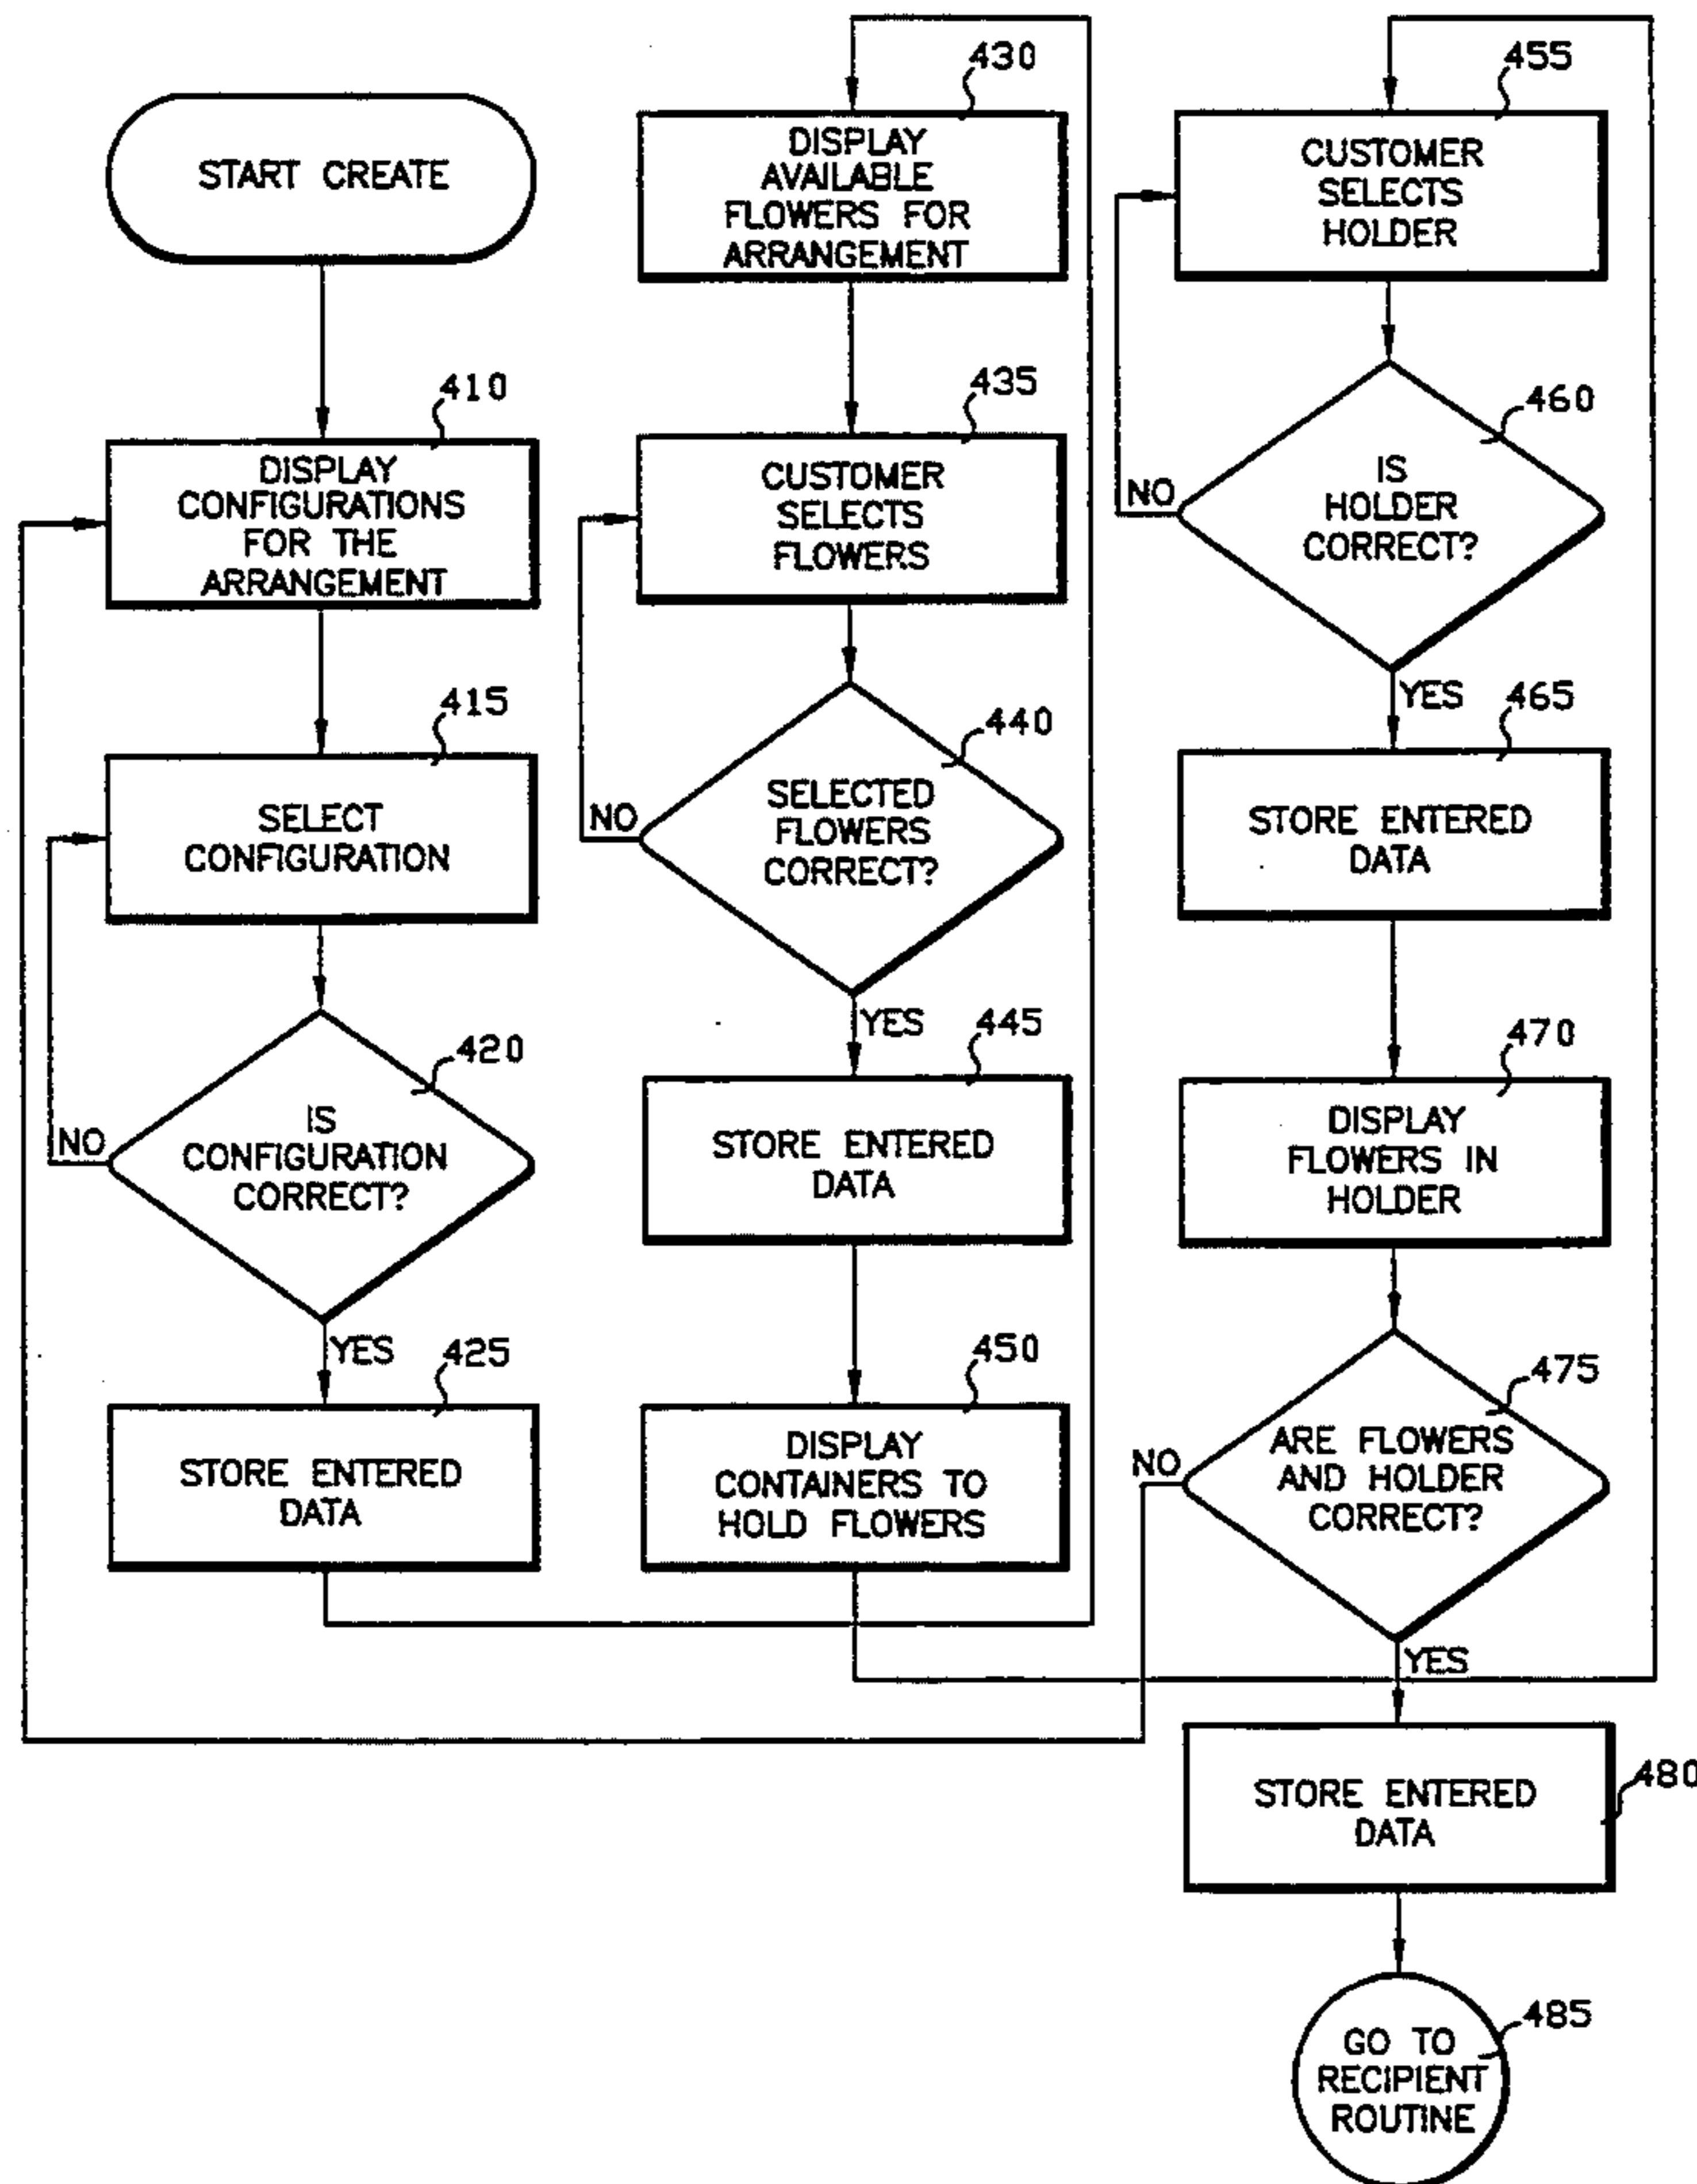 START CREATE
410
DISPLAY
CONFIGURATIONS
FOR THE
ARRANGEMENT
415
SELECT
CONFIGURATION
420
IS
CONFIGURATION
CORRECT?
NO
YES
425
STORE ENTERED
DATA
430
DISPLAY
AVAILABLE
FLOWERS FOR
ARRANGEMENT
435
CUSTOMER
SELECTS
FLOWERS
440
SELECTED
FLOWERS
CORRECT?
NO
YES
445
STORE ENTERED
DATA
450
DISPLAY
CONTAINERS TO
HOLD FLOWERS
455
CUSTOMER
SELECTS
HOLDER
460
IS
HOLDER
CORRECT?
NO
YES
465
STORE ENTERED
DATA
470
DISPLAY
FLOWERS IN
HOLDER
475
ARE FLOWERS
AND HOLDER
CORRECT?
NO
YES
480
STORE ENTERED
DATA
485
GO TO
RECIPIENT
ROUTINE